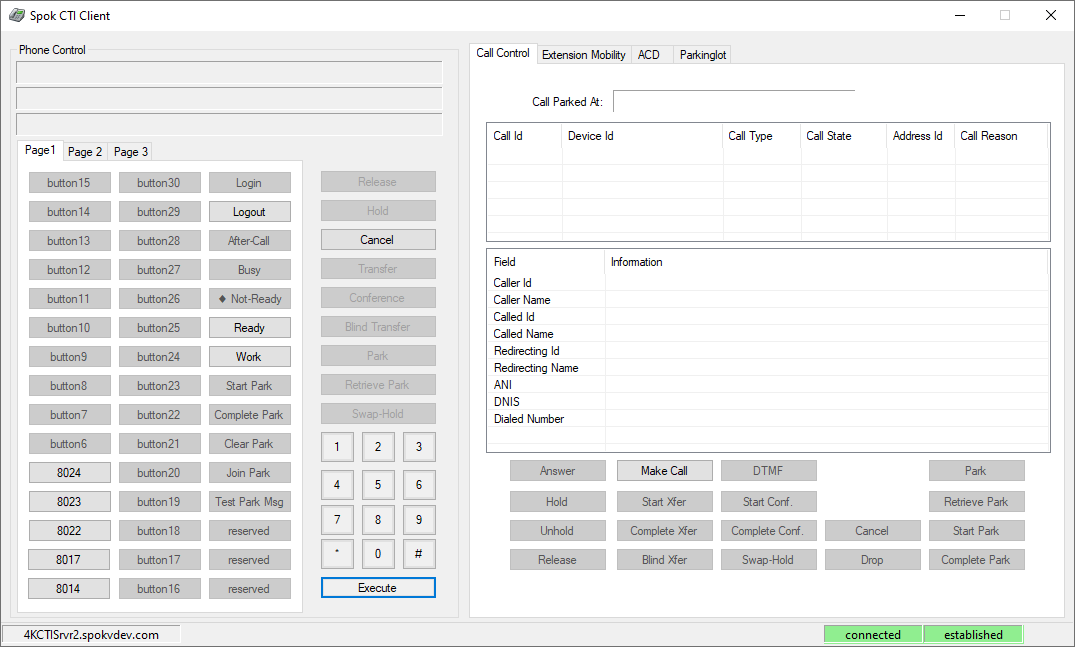 Spok CTI Client
Phone Control
Page1 Page 2 Page 3
button15 button30 Login
button14 button29 Logout
button13 button28 After-Call
button12 button27 Busy
button11 button26 ♦ Not-Ready
button10 button25 Ready
button9 button24 Work
button8 button23 Start Park
button7 button22 Complete Park
button6 button21 Clear Park
8024 button20 Join Park
8023 button19 Test Park Msg
8022 button18 reserved
8017 button17 reserved
8014 button16 reserved
Release
Hold
Cancel
Transfer
Conference
Blind Transfer
Park
Retrieve Park
Swap-Hold
1 2 3
4 5 6
7 8 9
* 0 #
Execute
Call Control Extension Mobility ACD Parkinglot
Call Parked At:
Call Id Device Id Call Type Call State Address Id Call Reason
Field Information
Caller Id
Caller Name
Called Id
Called Name
Redirecting Id
Redirecting Name
ANI
DNIS
Dialed Number
Answer Make Call DTMF Park
Hold Start Xfer Start Conf. Retrieve Park
Unhold Complete Xfer Complete Conf. Cancel Start Park
Release Blind Xfer Swap-Hold Drop Complete Park
4KCTISrvr2.spokvdev.com connected established